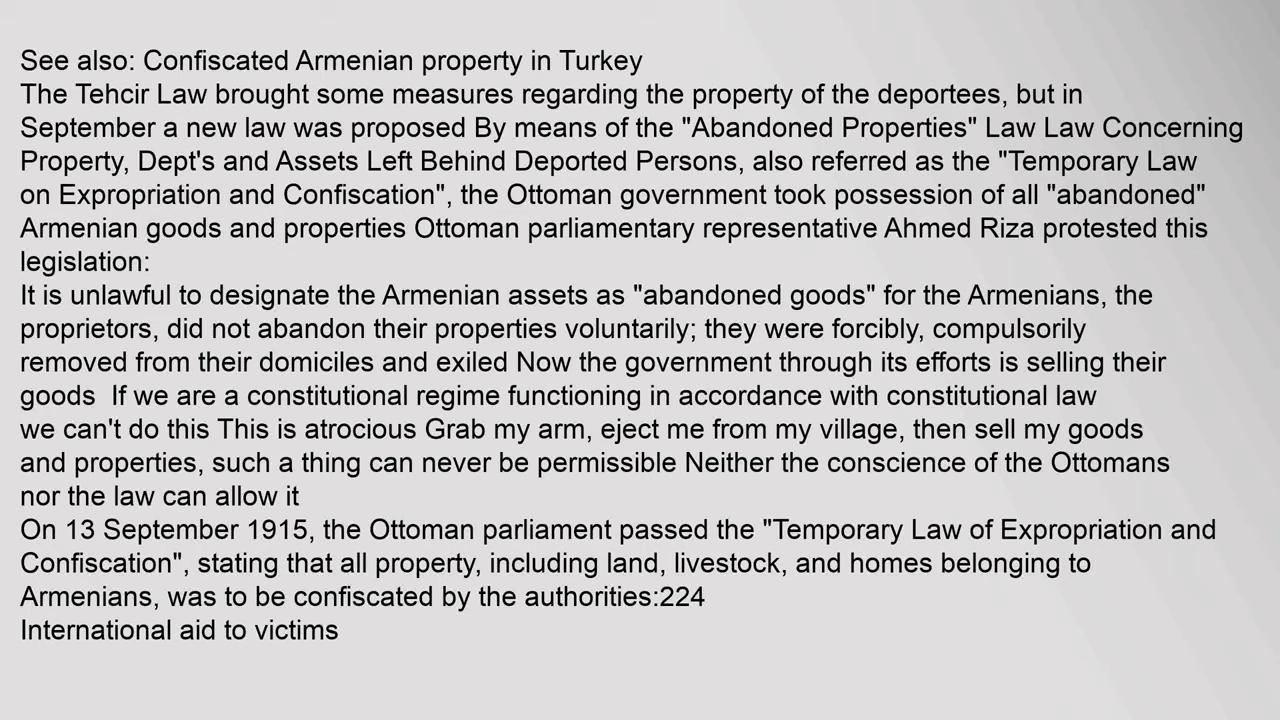 See also: Confiscated Armenian property in Turkey
The Tehcir Law brought some measures regarding the property of the deportees, but in
September a new law was proposed By means of the "Abandoned Properties" Law Law Concerning
Property, Dept's and Assets Left Behind Deported Persons, also referred as the "Temporary Law
on Expropriation and Confiscation", the Ottoman government took possession of all "abandoned"
Armenian goods and properties Ottoman parliamentary representative Ahmed Riza protested this
legislation:
It is unlawful to designate the Armenian assets as "abandoned goods" for the Armenians, the
proprietors, did not abandon their properties voluntarily; they were forcibly, compulsorily
removed from their domiciles and exiled Now the government through its efforts is selling their
goods  If we are a constitutional regime functioning in accordance with constitutional law
we can't do this This is atrocious Grab my arm, eject me from my village, then sell my goods
and properties, such a thing can never be permissible Neither the conscience of the Ottomans
nor the law can allow it
On 13 September 1915, the Ottoman parliament passed the "Temporary Law of Expropriation and
Confiscation", stating that all property, including land, livestock, and homes belonging to
Armenians, was to be confiscated by the authorities:224
International aid to victims